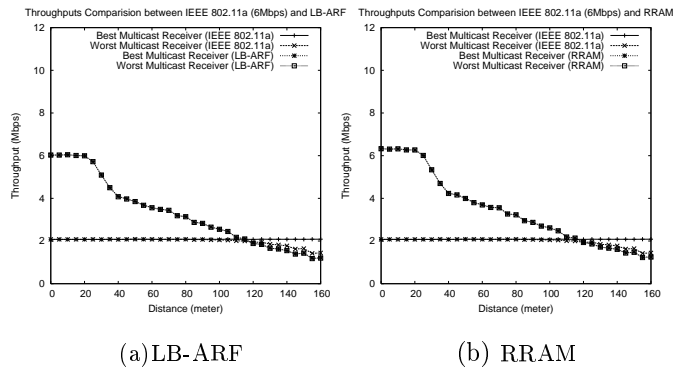 Throughputs Comparision between IEEE 802.11a (6Mbps) and LB-ARF
Best Multicast Receiver (IEEE 802.11a)
Worst Multicast Receiver (IEEE 802.11a)
Best Multicast Receiver (LB-ARF)
Worst Multicast Receiver (LB-ARF)
Throughput (Mbps)
12
10
8
6
4
2
0
0 20 40 60 80 100 120 140 160
Distance (meter)
(a) LB-ARF
Throughputs Comparision between IEEE 802.11a (6Mbps) and RRAM
Best Multicast Receiver (IEEE 802.11a)
Worst Multicast Receiver (IEEE 802.11a)
Best Multicast Receiver (RRAM)
Worst Multicast Receiver (RRAM)
Throughput (Mbps)
12
10
8
6
4
2
0
0 20 40 60 80 100 120 140 160
Distance (meter)
(b) RRAM